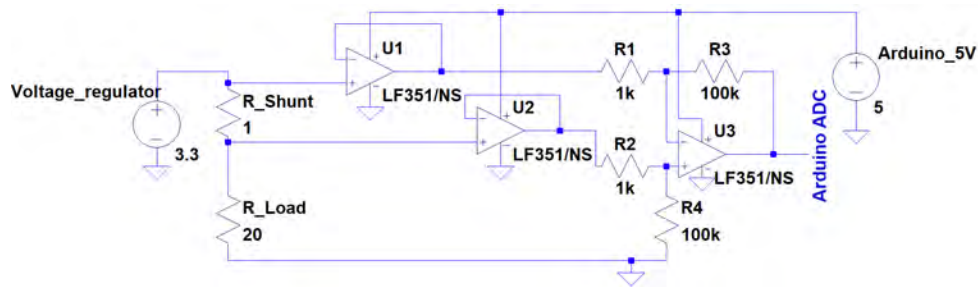 U1
LF351/NS
R1
1k
R3
100k
Arduino_5V
5
Voltage_regulator
3.3
R_Shunt
1
U2
LF351/NS
R2
1k
U3
LF351/NS
Arduino ADC
R_Load
20
R4
100k